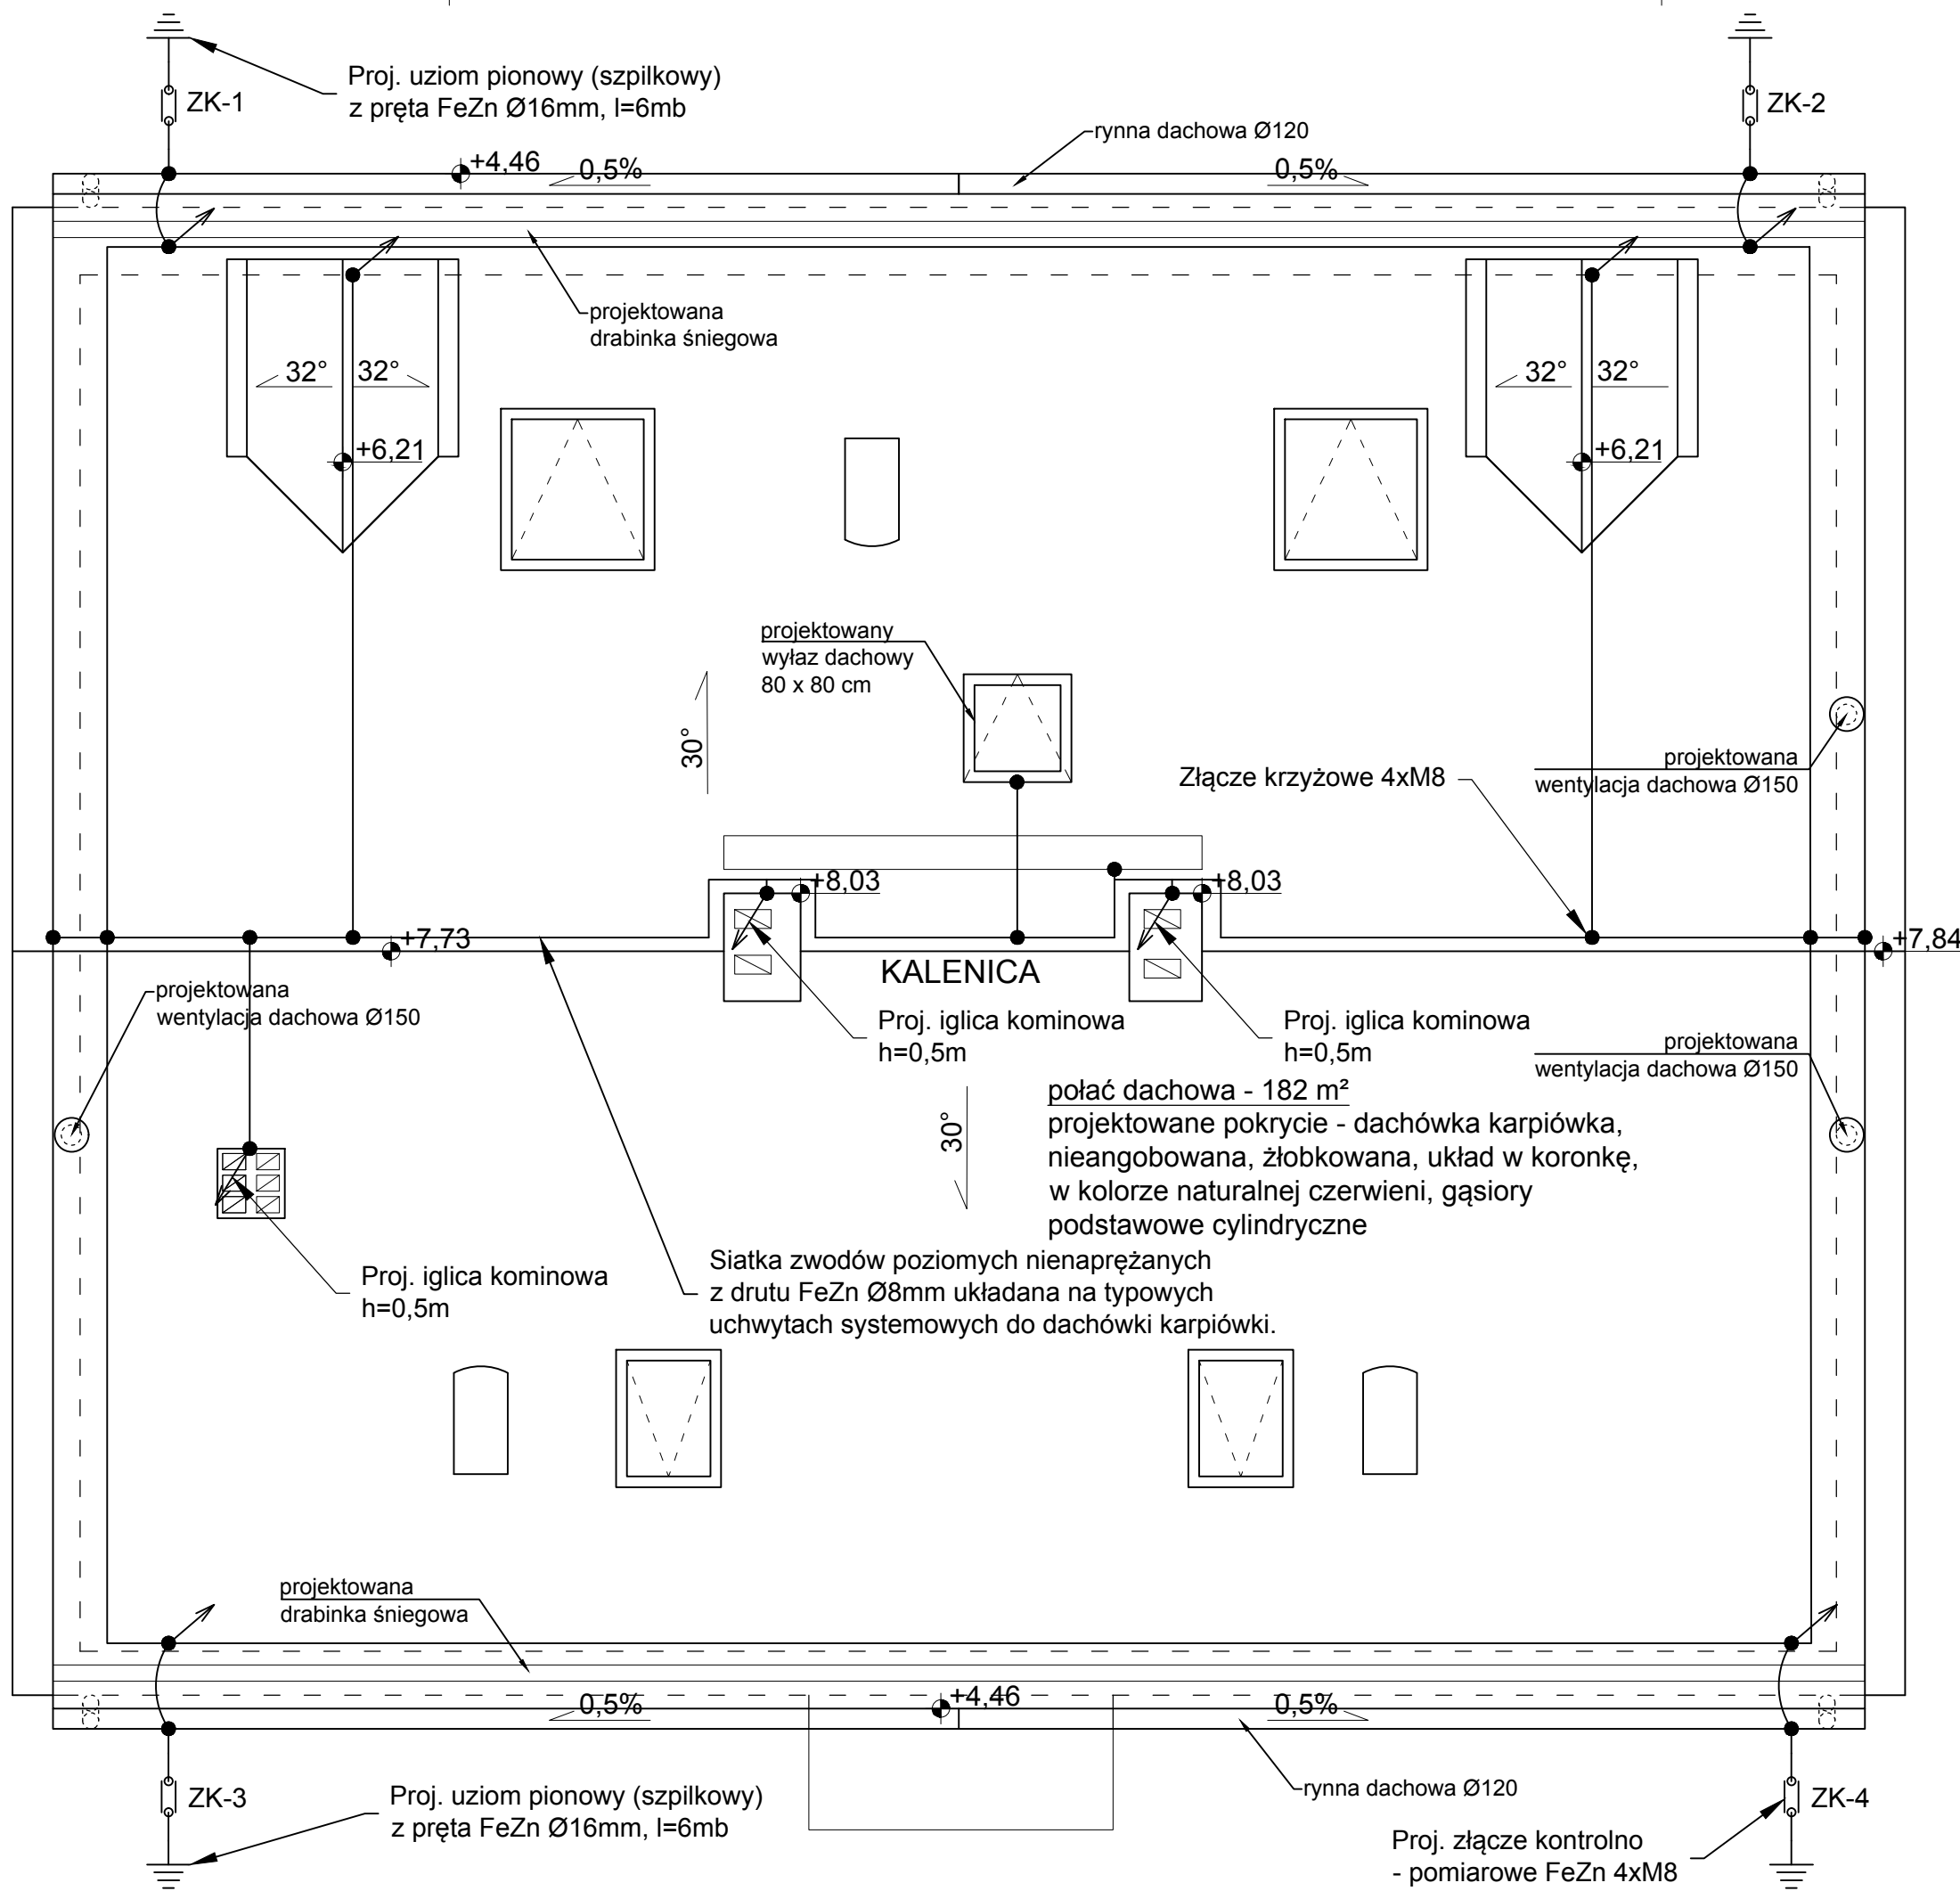 Proj. uziom pionowy (szpilkowy)
z pręta FeZn Ø16mm, l=6mb
ZK-1
ZK-2
rynna dachowa Ø120
+4,46
0,5%
0,5%
projektowana
drabinka śniegowa
32°
32°
32°
32°
+6,21
+6,21
projektowany
wyłaz dachowy
80 x 80 cm
30°
Złącze krzyżowe 4xM8
projektowana
wentylacja dachowa Ø150
+8,03
+8,03
+7,73
+7,84
KALENICA
projektowana
wentylacja dachowa Ø150
Proj. iglica kominowa
h=0,5m
Proj. iglica kominowa
h=0,5m
projektowana
wentylacja dachowa Ø150
30°
połać dachowa - 182 m²
projektowane pokrycie - dachówka karpiówka,
nieangobowana, żłobkowana, układ w koronkę,
w kolorze naturalnej czerwieni, gąsiory
podstawowe cylindryczne
Proj. iglica kominowa
h=0,5m
Siatka zwodów poziomych nienaprężanych
z drutu FeZn Ø8mm układana na typowych
uchwytach systemowych do dachówki karpiówki.
projektowana
drabinka śniegowa
0,5%
+4,46
0,5%
ZK-3
Proj. uziom pionowy (szpilkowy)
z pręta FeZn Ø16mm, l=6mb
rynna dachowa Ø120
ZK-4
Proj. złącze kontrolno
- pomiarowe FeZn 4xM8